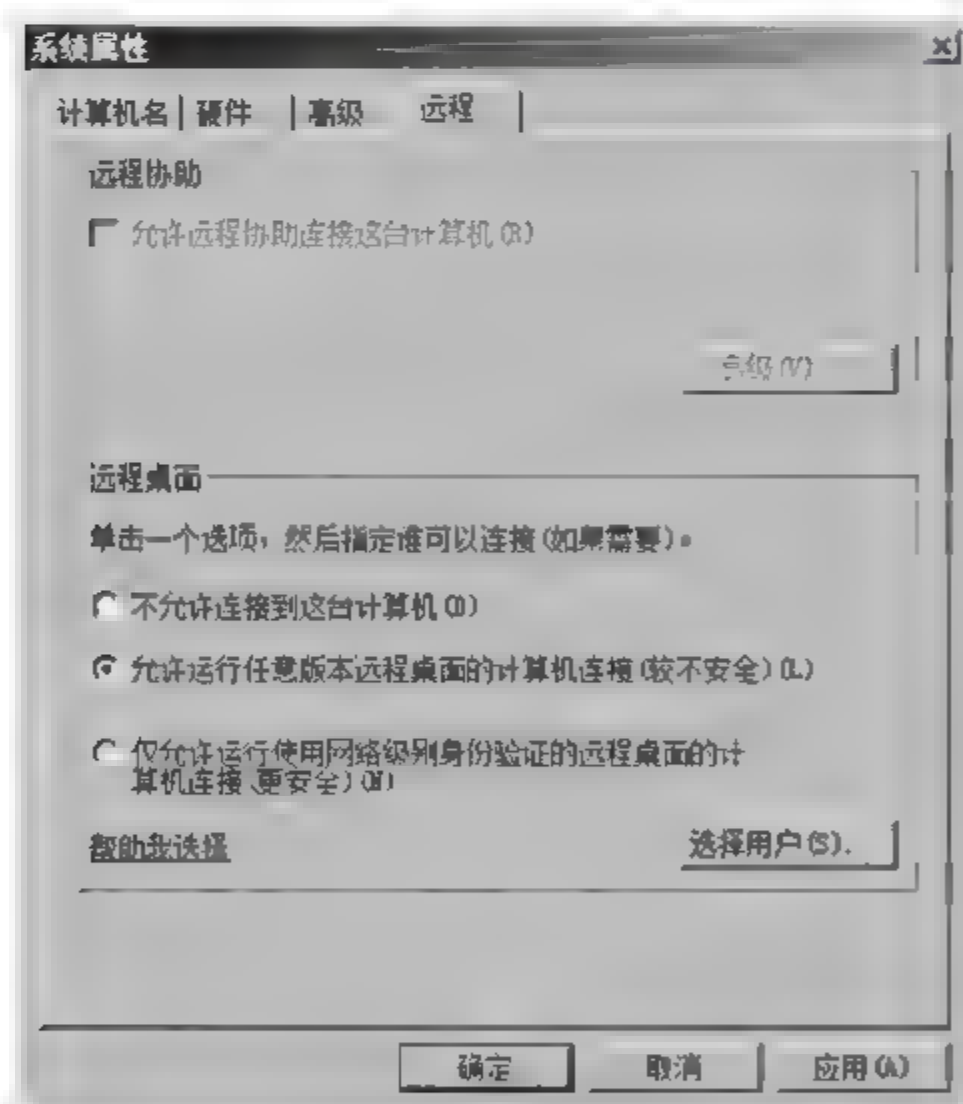 系统属性
计算机名 硬件 高级 远程
远程协助
允许远程协助连接这台计算机(R)
高级(V)
远程桌面
单击一个选项，然后指定谁可以连接(如果需要)。
不允许连接到这台计算机(D)
允许运行任意版本远程桌面的计算机连接(较不安全)(L)
仅允许运行使用网络级别身份验证的远程桌面的计
算机连接(更安全)(N)
帮助我选择
选择用户(S).
确定 取消 应用(A)